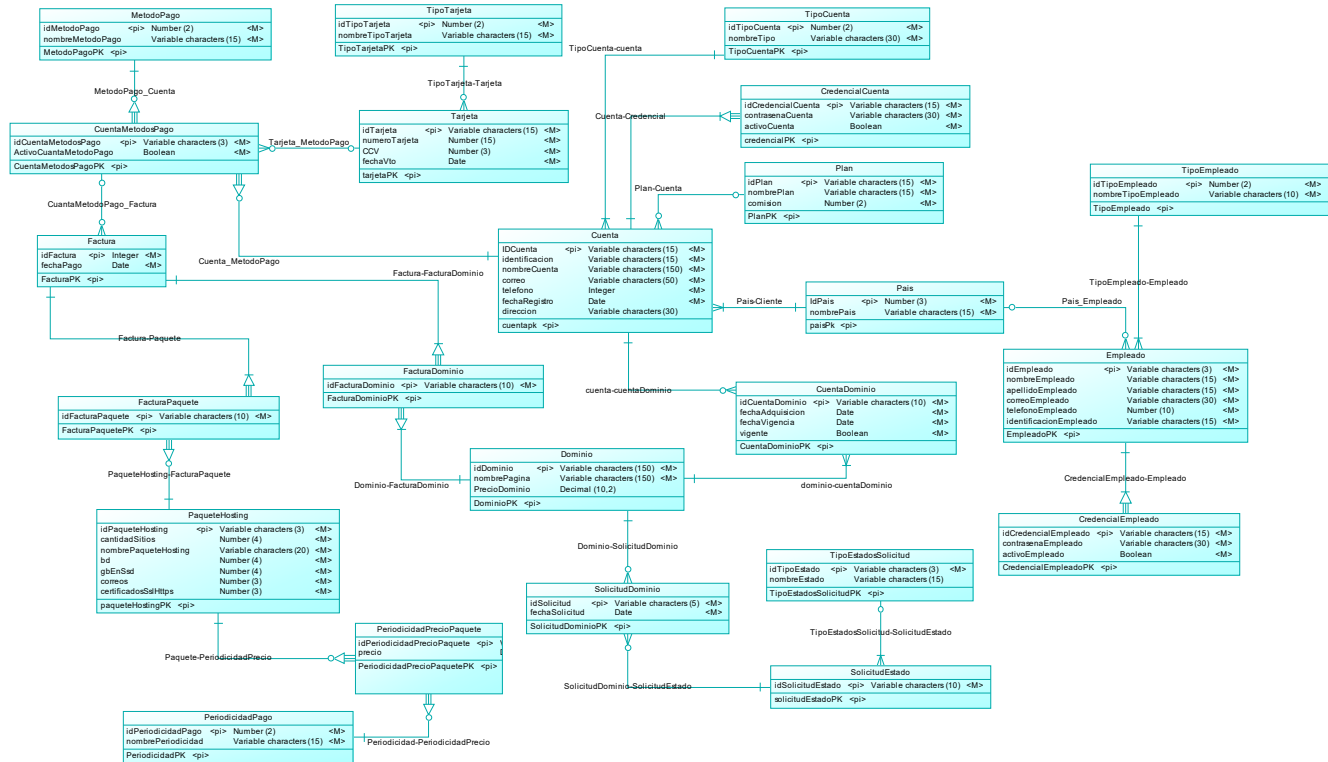 MetodoPago
idMetodoPago <pi> Number (2) <M>
nombreMetodoPago Variable characters (15) <M>
MetodoPagoPK <pi>
TipoTarjeta
idTipoTarjeta <pi> Number (2) <M>
nombreTipoTarjeta Variable characters (15) <M>
TipoTarjetaPK <pi>
TipoCuenta
idTipoCuenta <pi> Number (2) <M>
nombreTipo Variable characters (30) <M>
TipoCuentaPK <pi>
TipoCuenta-cuenta
MetodoPago_Cuenta
TipoTarjeta-Tarjeta
CredencialCuenta
idCredencialCuenta <pi> Variable characters (15) <M>
contrasenaCuenta Variable characters (30) <M>
activoCuenta Boolean <M>
credencialPK <pi>
Cuenta-Credencial
CuentaMetodosPago
idCuentaMetodosPago <pi> Variable characters (3) <M>
ActivoCuantaMetodoPago Boolean <M>
CuentaMetodosPagoPK <pi>
Tarjeta_MetodoPago
Tarjeta
idTarjeta <pi> Variable characters (15) <M>
numeroTarjeta Number (15) <M>
CCV Number (3) <M>
fechaVto Date <M>
tarjetaPK <pi>
Plan
idPlan <pi> Variable characters (15) <M>
nombrePlan Variable characters (15) <M>
comision Number (2) <M>
PlanPK <pi>
Plan-Cuenta
TipoEmpleado
idTipoEmpleado <pi> Number (2) <M>
nombreTipoEmpleado Variable characters (10) <M>
TipoEmpleado <pi>
CuantaMetodoPago_Factura
Factura
idFactura <pi> Integer <M>
fechaPago Date <M>
FacturaPK <pi>
Cuenta_MetodoPago
Factura-FacturaDominio
Cuenta
IDCuenta <pi> Variable characters (15) <M>
identificacion Variable characters (15) <M>
nombreCuenta Variable characters (150) <M>
correo Variable characters (50) <M>
telefono Integer <M>
fechaRegistro Date <M>
direccion Variable characters (30)
cuentapk <pi>
Pais-Cliente
Pais
IdPais <pi> Number (3) <M>
nombrePais Variable characters (15) <M>
paisPk <pi>
TipoEmpleado-Empleado
Pais_Empleado
Factura-Paquete
Empleado
idEmpleado <pi> Variable characters (3) <M>
nombreEmpleado Variable characters (15) <M>
apellidoEmpleado Variable characters (15) <M>
correoEmpleado Variable characters (30) <M>
telefonoEmpleado Number (10) <M>
identificacionEmpleado Variable characters (15) <M>
EmpleadoPK <pi>
FacturaDominio
idFacturaDominio <pi> Variable characters (10) <M>
FacturaDominioPK <pi>
cuenta-cuentaDominio
CuentaDominio
idCuentaDominio <pi> Variable characters (10) <M>
fechaAdquisicion Date <M>
fechaVigencia Date <M>
vigente Boolean <M>
CuentaDominioPK <pi>
FacturaPaquete
idFacturaPaquete <pi> Variable characters (10) <M>
FacturaPaquetePK <pi>
PaqueteHosting-FacturaPaquete
Dominio-FacturaDominio
Dominio
idDominio <pi> Variable characters (150) <M>
nombrePagina Variable characters (150) <M>
PrecioDominio Decimal (10,2)
DominioPK <pi>
dominio-cuentaDominio
CredencialEmpleado-Empleado
CredencialEmpleado
idCredencialEmpleado <pi> Variable characters (15) <M>
contrasenaEmpleado Variable characters (30) <M>
activoEmpleado Boolean <M>
CredencialEmpleadoPK <pi>
PaqueteHosting
idPaqueteHosting <pi> Variable characters (3) <M>
cantidadSitios Number (4) <M>
nombrePaqueteHosting Variable characters (20) <M>
bd Number (4) <M>
gbEnSsd Number (4) <M>
correos Number (3) <M>
certificadosSslHttps Number (3) <M>
paqueteHostingPK <pi>
Dominio-SolicitudDominio
TipoEstadosSolicitud
idTipoEstado <pi> Variable characters (3) <M>
nombreEstado Variable characters (15)
TipoEstadosSolicitudPK <pi>
SolicitudDominio
idSolicitud <pi> Variable characters (5) <M>
fechaSolicitud Date <M>
SolicitudDominioPK <pi>
TipoEstadosSolicitud-SolicitudEstado
PeriodicidadPrecioPaquete
idPeriodicidadPrecioPaquete <pi>
precio
PeriodicidadPrecioPaquetePK <pi>
Paquete-PeriodicidadPrecio
SolicitudDominio-SolicitudEstado
SolicitudEstado
idSolicitudEstado <pi> Variable characters (10) <M>
solicitudEstadoPK <pi>
PeriodicidadPago
idPeriodicidadPago <pi> Number (2) <M>
nombrePeriodicidad Variable characters (15) <M>
PeriodicidadPK <pi>
Periodicidad-PeriodicidadPrecio